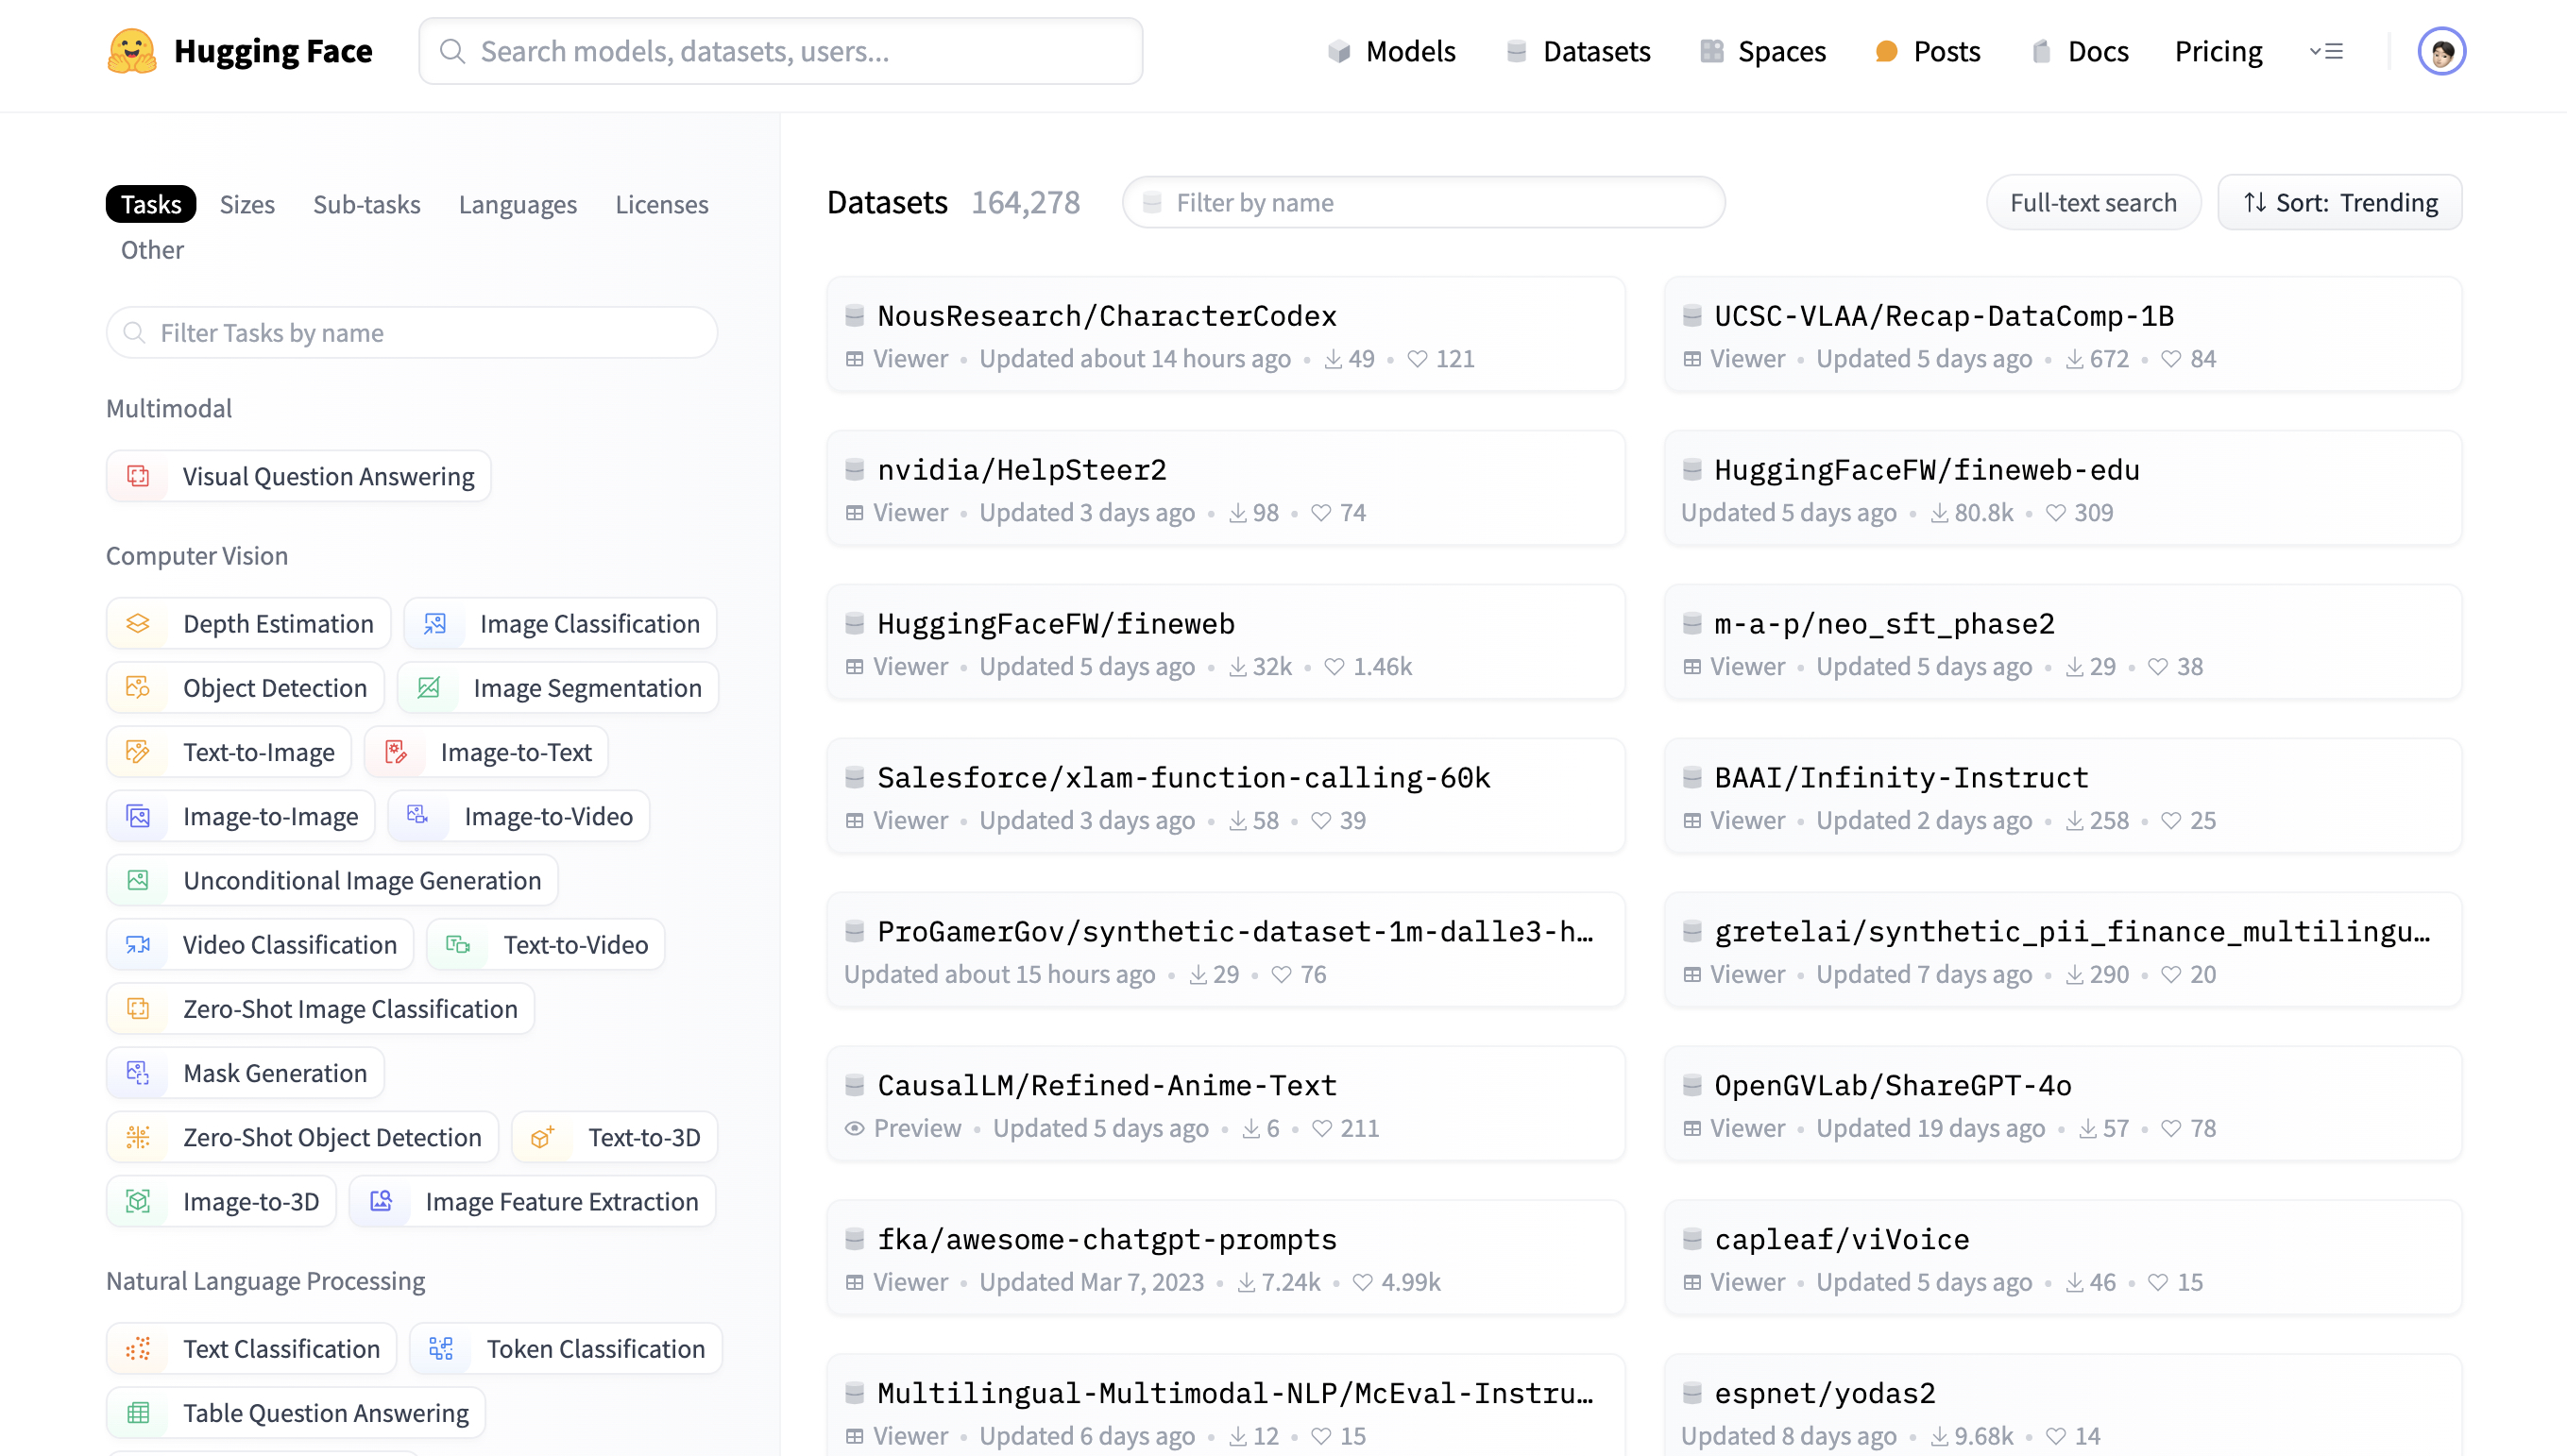 Hugging Face
Search models, datasets, users...
Models
Datasets
Spaces
Posts
Docs
Pricing
Tasks
Sizes
Sub-tasks
Languages
Licenses
Other
Filter Tasks by name
Multimodal
Visual Question Answering
Computer Vision
Depth Estimation
Image Classification
Object Detection
Image Segmentation
Text-to-Image
Image-to-Text
Image-to-Image
Image-to-Video
Unconditional Image Generation
Video Classification
Text-to-Video
Zero-Shot Image Classification
Mask Generation
Zero-Shot Object Detection
Text-to-3D
Image-to-3D
Image Feature Extraction
Natural Language Processing
Text Classification
Token Classification
Table Question Answering
Datasets 164,278
Filter by name
Full-text search
Sort: Trending
NousResearch/CharacterCodex
Viewer • Updated about 14 hours ago • 49 • 121
UCSC-VLAA/Recap-DataComp-1B
Viewer • Updated 5 days ago • 672 • 84
nvidia/HelpSteer2
Viewer • Updated 3 days ago • 98 • 74
HuggingFaceFW/fineweb-edu
Updated 5 days ago • 80.8k • 309
HuggingFaceFW/fineweb
Viewer • Updated 5 days ago • 32k • 1.46k
m-a-p/neo_sft_phase2
Viewer • Updated 5 days ago • 29 • 38
Salesforce/xlam-function-calling-60k
Viewer • Updated 3 days ago • 58 • 39
BAAI/Infinity-Instruct
Viewer • Updated 2 days ago • 258 • 25
ProGamerGov/synthetic-dataset-1m-dalle3-h…
Updated about 15 hours ago • 29 • 76
gretelai/synthetic_pii_finance_multilingu…
Viewer • Updated 7 days ago • 290 • 20
CausalLM/Refined-Anime-Text
Preview • Updated 5 days ago • 6 • 211
OpenGVLab/ShareGPT-4o
Viewer • Updated 19 days ago • 57 • 78
fka/awesome-chatgpt-prompts
Viewer • Updated Mar 7, 2023 • 7.24k • 4.99k
capleaf/viVoice
Viewer • Updated 5 days ago • 46 • 15
Multilingual-Multimodal-NLP/McEval-Instru…
Viewer • Updated 6 days ago • 12 • 15
espnet/yodas2
Updated 8 days ago • 9.68k • 14